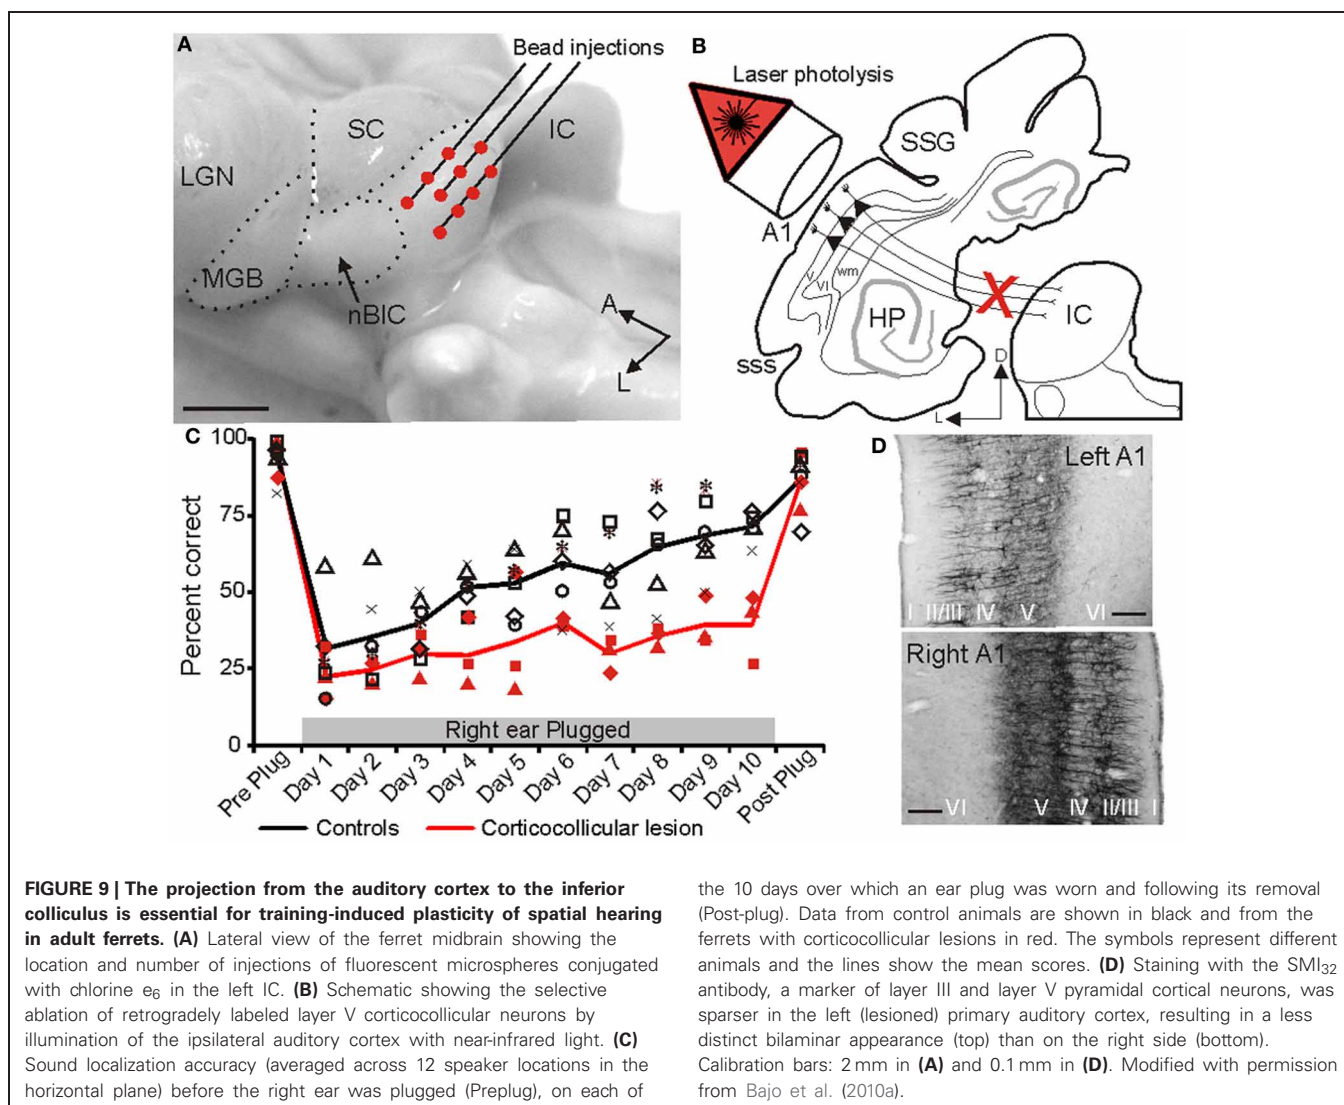 A
Bead injections
SC
IC
LGN
MGB
nBIC
A
L
B
Laser photolysis
SSG
A1
V
VI
wm
HP
IC
sss
D
L
C
Percent correct
100
75
50
25
0
Right ear Plugged
Pre Plug
Day 1
Day 2
Day 3
Day 4
Day 5
Day 6
Day 7
Day 8
Day 9
Day 10
Post Plug
Controls
Corticocollicular lesion
D
Left A1
I II/III IV V VI
Right A1
VI V IV II/III I
FIGURE 9 | The projection from the auditory cortex to the inferior
colliculus is essential for training-induced plasticity of spatial hearing
in adult ferrets. (A) Lateral view of the ferret midbrain showing the
location and number of injections of fluorescent microspheres conjugated
with chlorine e6 in the left IC. (B) Schematic showing the selective
ablation of retrogradely labeled layer V corticocollicular neurons by
illumination of the ipsilateral auditory cortex with near-infrared light. (C)
Sound localization accuracy (averaged across 12 speaker locations in the
horizontal plane) before the right ear was plugged (Preplug), on each of
the 10 days over which an ear plug was worn and following its removal
(Post-plug). Data from control animals are shown in black and from the
ferrets with corticocollicular lesions in red. The symbols represent different
animals and the lines show the mean scores. (D) Staining with the SMI32
antibody, a marker of layer III and layer V pyramidal cortical neurons, was
sparser in the left (lesioned) primary auditory cortex, resulting in a less
distinct bilaminar appearance (top) than on the right side (bottom).
Calibration bars: 2 mm in (A) and 0.1 mm in (D). Modified with permission
from Bajo et al. (2010a).